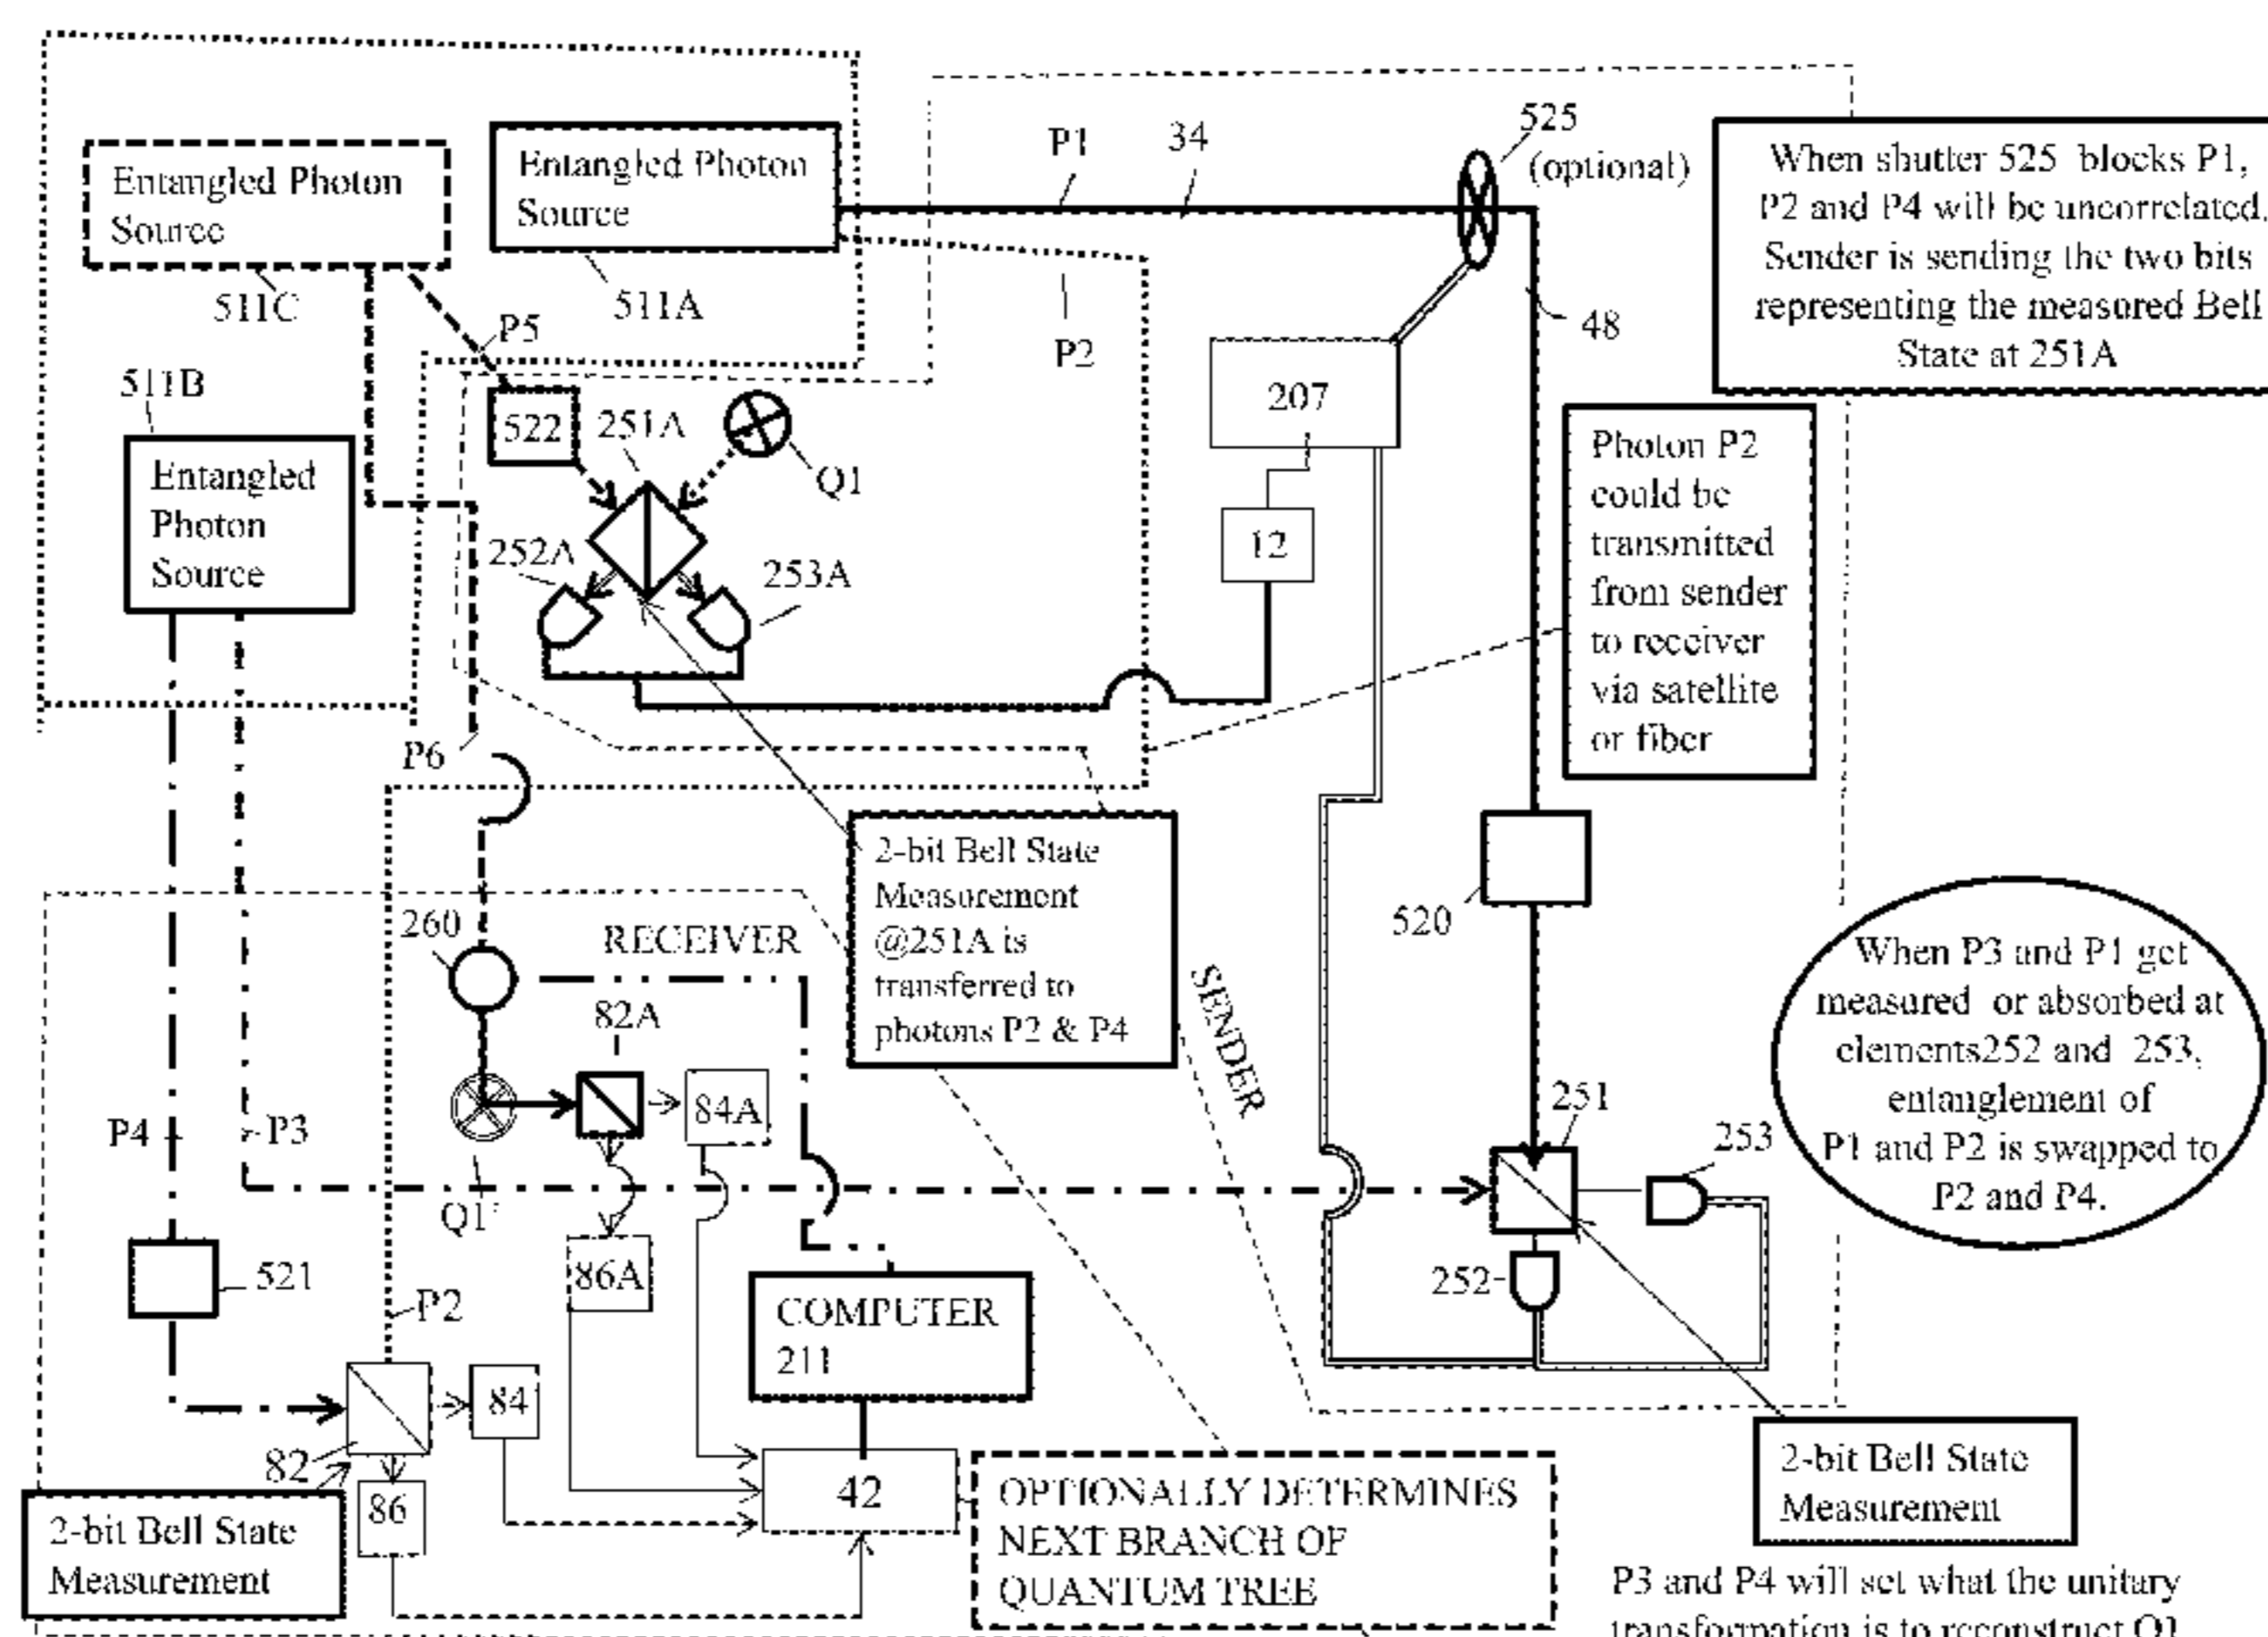 525
(optional)
P1
34
When shutter 525 blocks P1,
P2 and P4 will be uncorrelated.
Sender is sending the two bits
representing the measured Bell
State at 251A
Entangled Photon
Source
511C
Entangled Photon
Source
511A
P5
P2
48
511B
Entangled
Photon
Source
522
251A
Q1
207
12
252A
253A
Photon P2
could be
transmitted
from sender
to receiver
via satellite
or fiber
P6
2-bit Bell State
Measurement
@251A is
transferred to
photons P2 & P4
520
260
RECEIVER
SENDER
When P3 and P1 get
measured or absorbed at
elements252 and 253,
entanglement of
P1 and P2 is swapped to
P2 and P4.
82A
84A
P4
P3
Q1'
251
253
252
86A
521
P2
COMPUTER
211
84
82
86
42
2-bit Bell State
Measurement
OPTIONALLY DETERMINES
NEXT BRANCH OF
QUANTUM TREE
2-bit Bell State
Measurement
P3 and P4 will set what the unitary
transformation is to reconstruct Q1